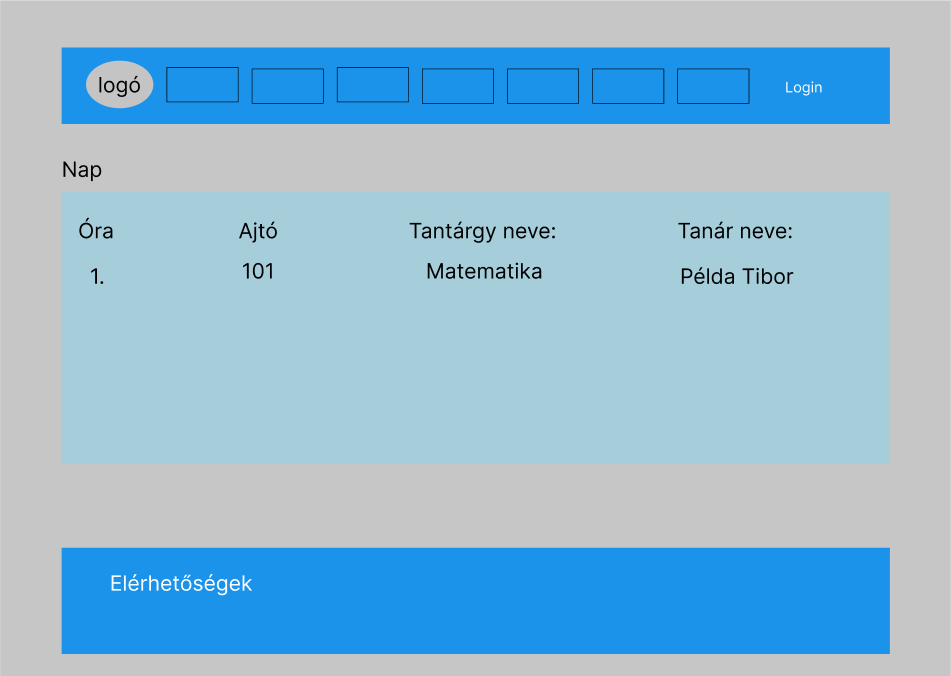 logó
Login
Nap
Óra Ajtó Tantárgy neve: Tanár neve:
1. 101 Matematika Példa Tibor
Elérhetőségek